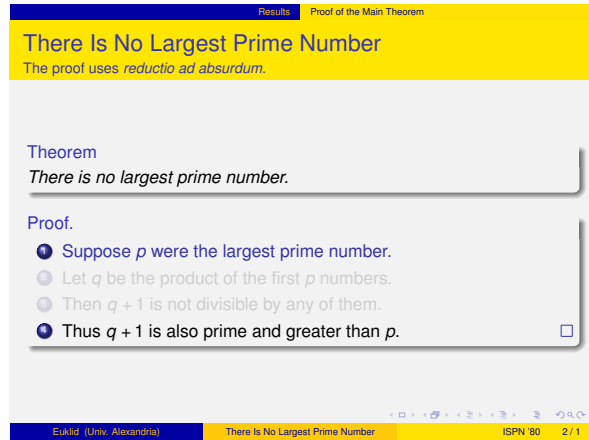 Results Proof of the Main Theorem
There Is No Largest Prime Number
The proof uses reductio ad absurdum.
Theorem
There is no largest prime number.
Proof.
1 Suppose p were the largest prime number.
2 Let q be the product of the first p numbers.
3 Then q + 1 is not divisible by any of them.
4 Thus q + 1 is also prime and greater than p. □
Euklid (Univ. Alexandria) There Is No Largest Prime Number ISPN '80 2 / 1